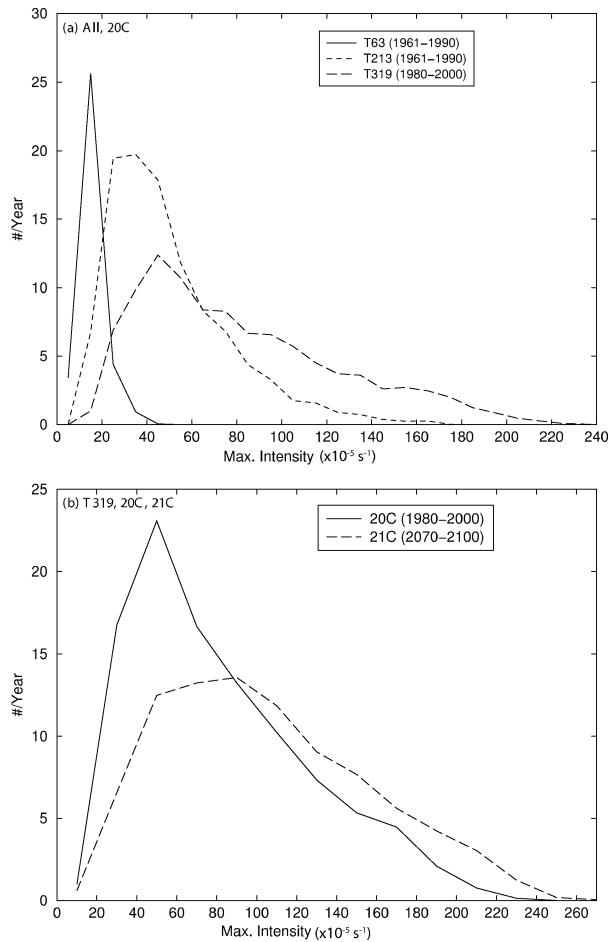 30
(a) All, 20C
T63 (1961−1990)
T213 (1961−1990)
T319 (1980−2000)
25
20
15
10
5
0
#/Year
0 20 40 60 80 100 120 140 160 180 200 220 240
Max. Intensity (x10⁻⁵ s⁻¹)
25
(b) T319, 20C, 21C
20C (1980−2000)
21C (2070−2100)
20
15
10
5
0
#/Year
0 20 40 60 80 100 120 140 160 180 200 220 240 260
Max. Intensity (x10⁻⁵ s⁻¹)